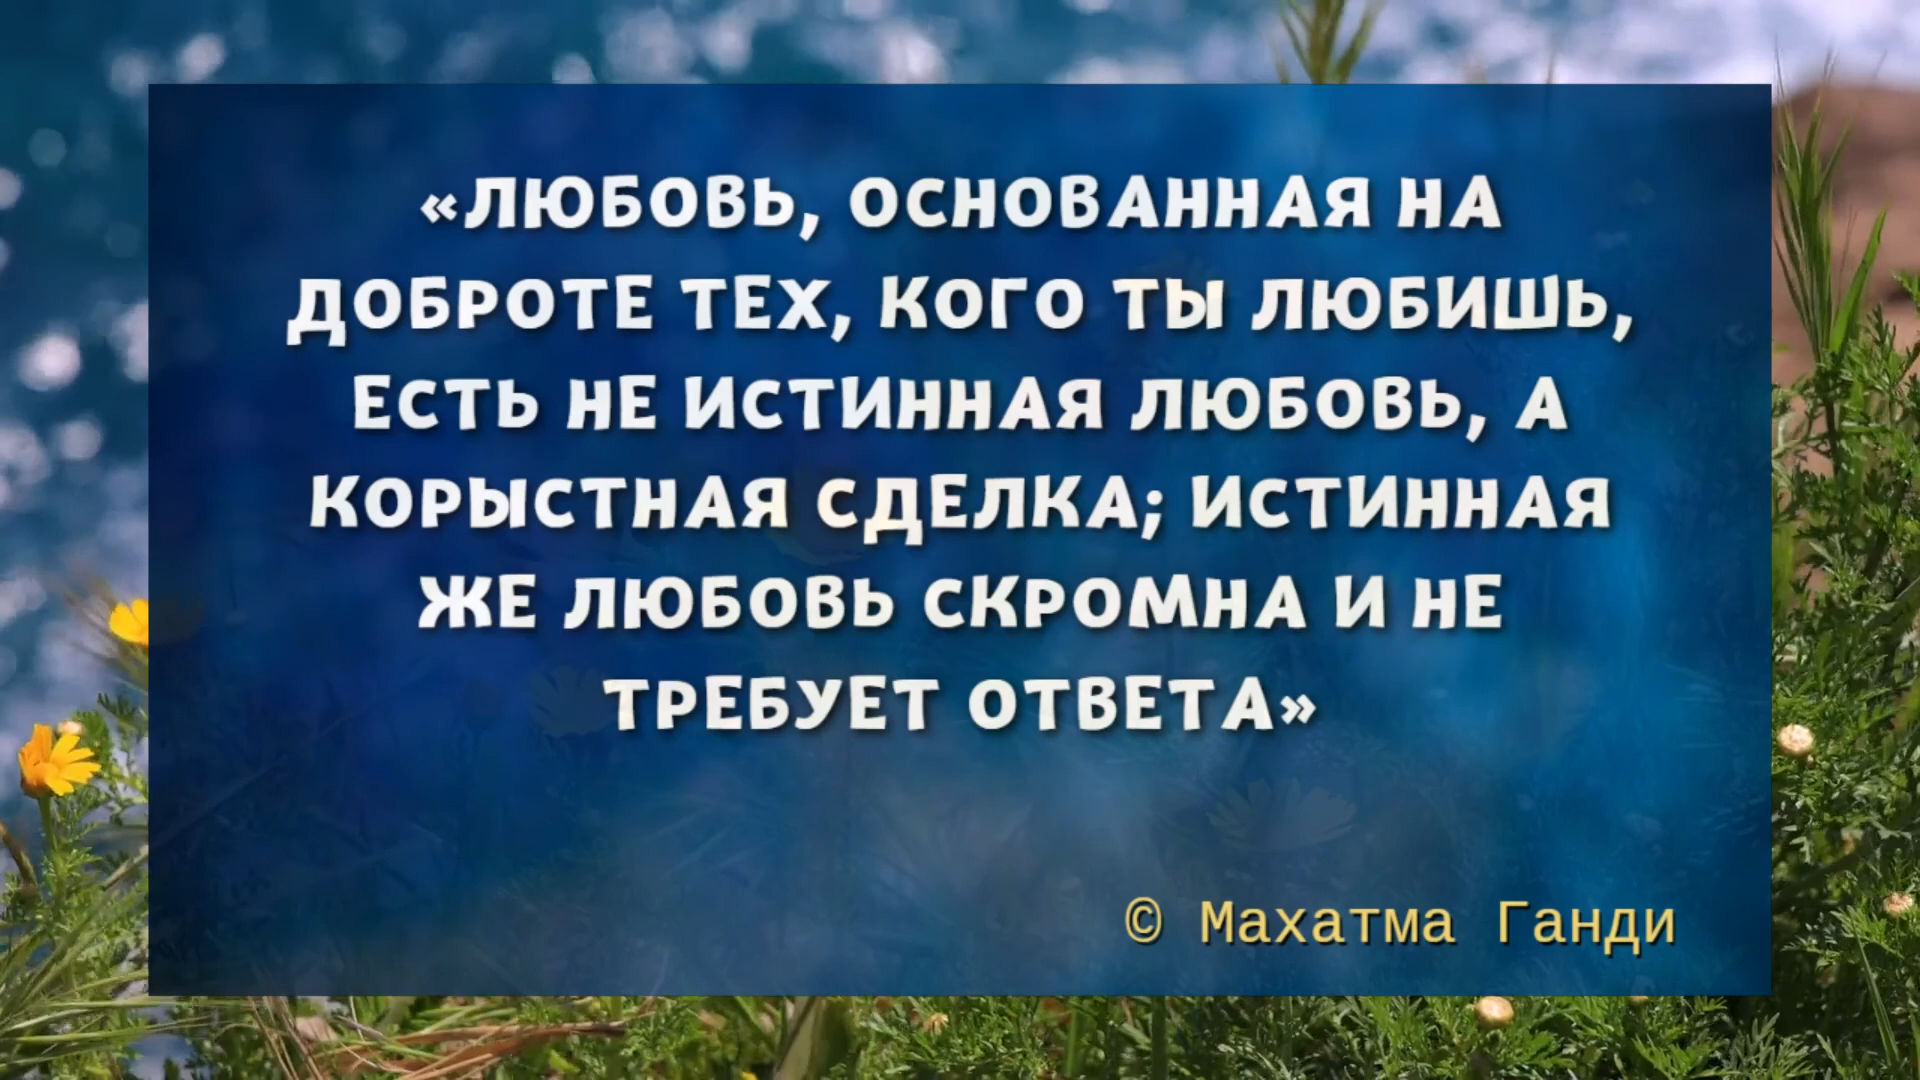 «ЛЮБОВЬ, ОСНОВАННАЯ НА
ДОБРОТЕ ТЕХ, КОГО ТЫ ЛЮБИШЬ,
ЕСТЬ НЕ ИСТИННАЯ ЛЮБОВЬ, А
КОРЫСТНАЯ СДЕЛКА; ИСТИННАЯ
ЖЕ ЛЮБОВЬ СКРОМНА И НЕ
ТРЕБУЕТ ОТВЕТА»
© Махатма Ганди